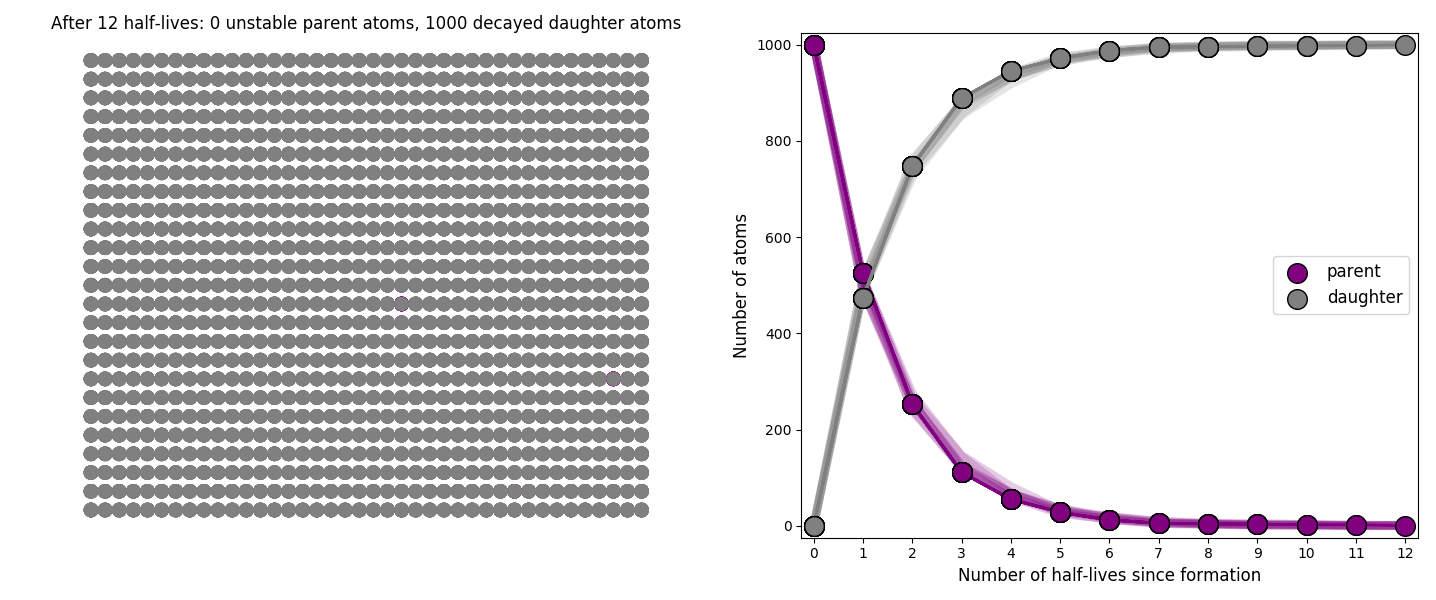 After 12 half-lives: 0 unstable parent atoms, 1000 decayed daughter atoms
Number of atoms
1000
800
600
400
200
0
parent
daughter
0 1 2 3 4 5 6 7 8 9 10 11 12
Number of half-lives since formation